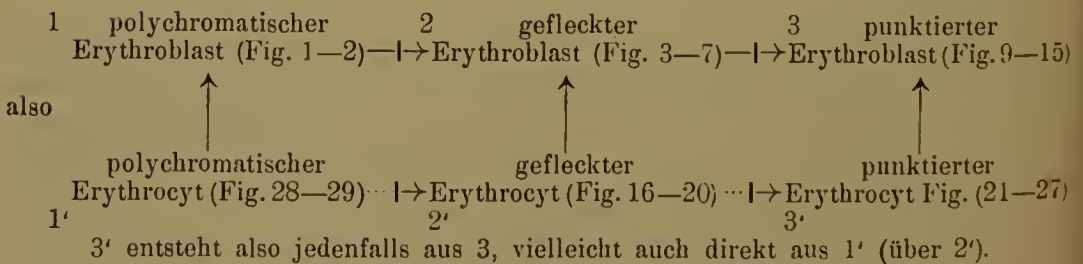 1 polychromatischer 2 gefleckter 3 punktierter
Erythroblast (Fig. 1—2)—I→Erythroblast (Fig. 3—7)—I→Erythroblast (Fig. 9—15)
also
polychromatischer gefleckter punktierter
Erythrocyt (Fig. 28—29)··· I→Erythrocyt (Fig. 16—20) ··· I→Erythrocyt Fig. (21—27)
1' 2' 3'
3' entsteht also jedenfalls aus 3, vielleicht auch direkt aus 1' (über 2').